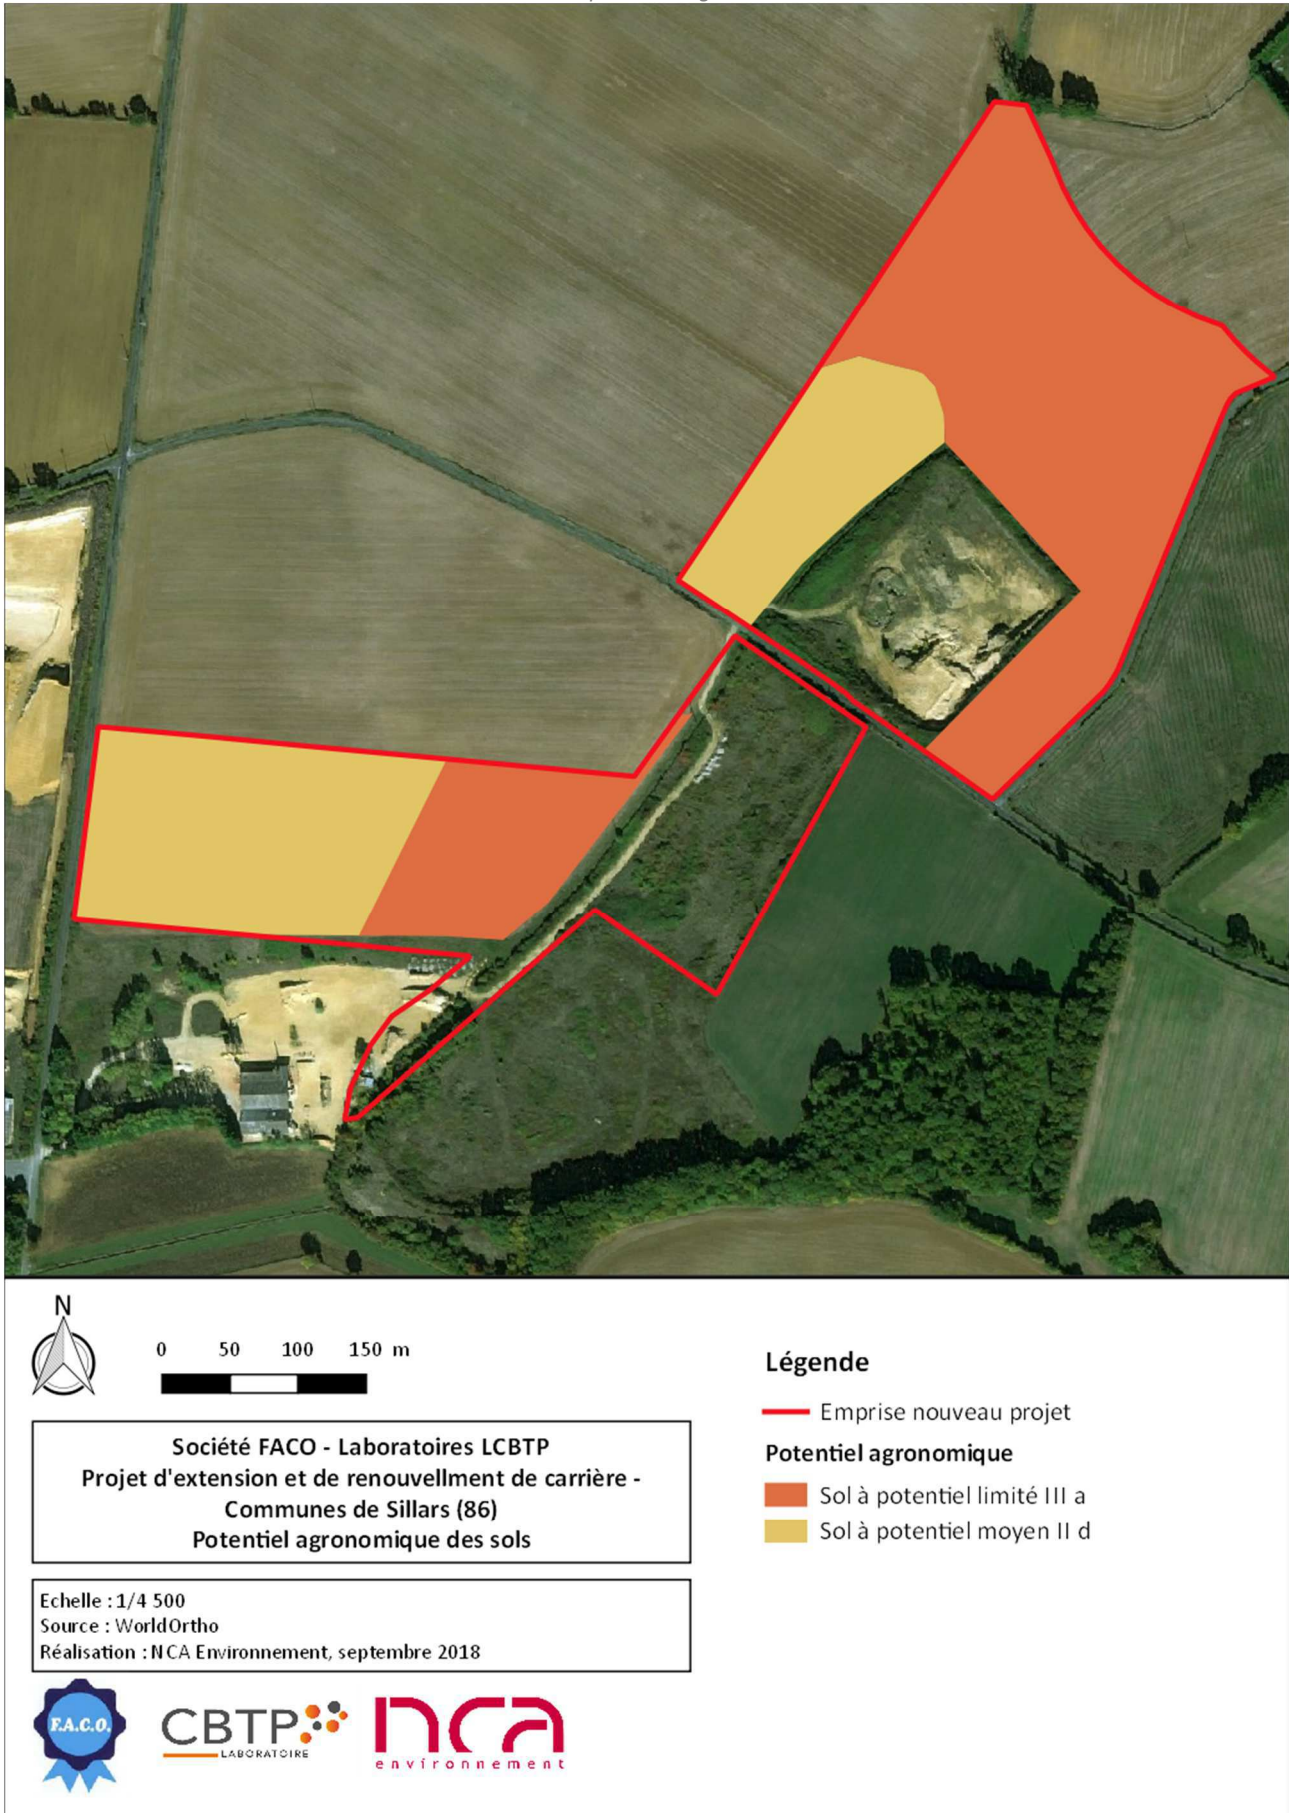 N
0 50 100 150 m
Société FACO - Laboratoires LCBTP
Projet d'extension et de renouvellment de carrière -
Communes de Sillars (86)
Potentiel agronomique des sols
Echelle : 1/4 500
Source : WorldOrtho
Réalisation : NCA Environnement, septembre 2018
Légende
Emprise nouveau projet
Potentiel agronomique
Sol à potentiel limité III a
Sol à potentiel moyen II d
F.A.C.O.
CBTP
LABORATOIRE
nca
environnement